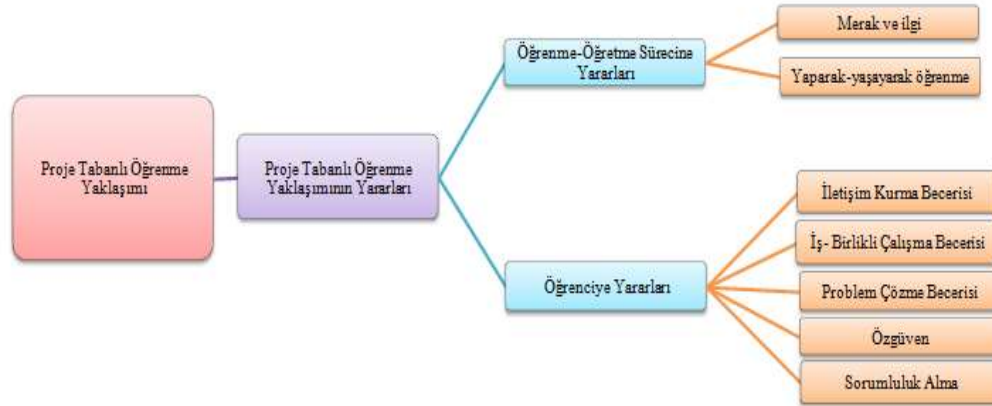 Proje Tabanlı Öğrenme
Yaklaşımı
Proje Tabanlı Öğrenme
Yaklaşımının Yararları
Öğrenme-Öğretme Sürecine
Yararları
Merak ve ilgi
Yaparak-yaşayarak öğrenme
Öğrenciye Yararları
İletişim Kurma Becerisi
İş- Birlikli Çalışma Becerisi
Problem Çözme Becerisi
Özgüven
Sorumluluk Alma